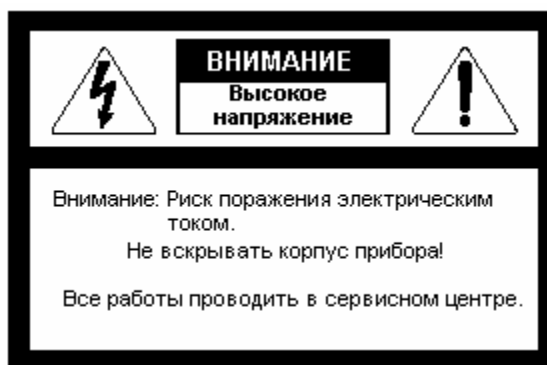 ВНИМАНИЕ
Высокое
напряжение
Внимание: Риск поражения электрическим
током.
Не вскрывать корпус прибора!
Все работы проводить в сервисном центре.